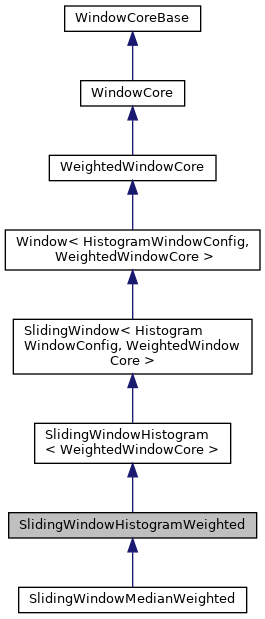 WindowCoreBase
WindowCore
WeightedWindowCore
Window< HistogramWindowConfig,
WeightedWindowCore >
SlidingWindow< Histogram
WindowConfig, WeightedWindow
Core >
SlidingWindowHistogram
< WeightedWindowCore >
SlidingWindowHistogramWeighted
SlidingWindowMedianWeighted